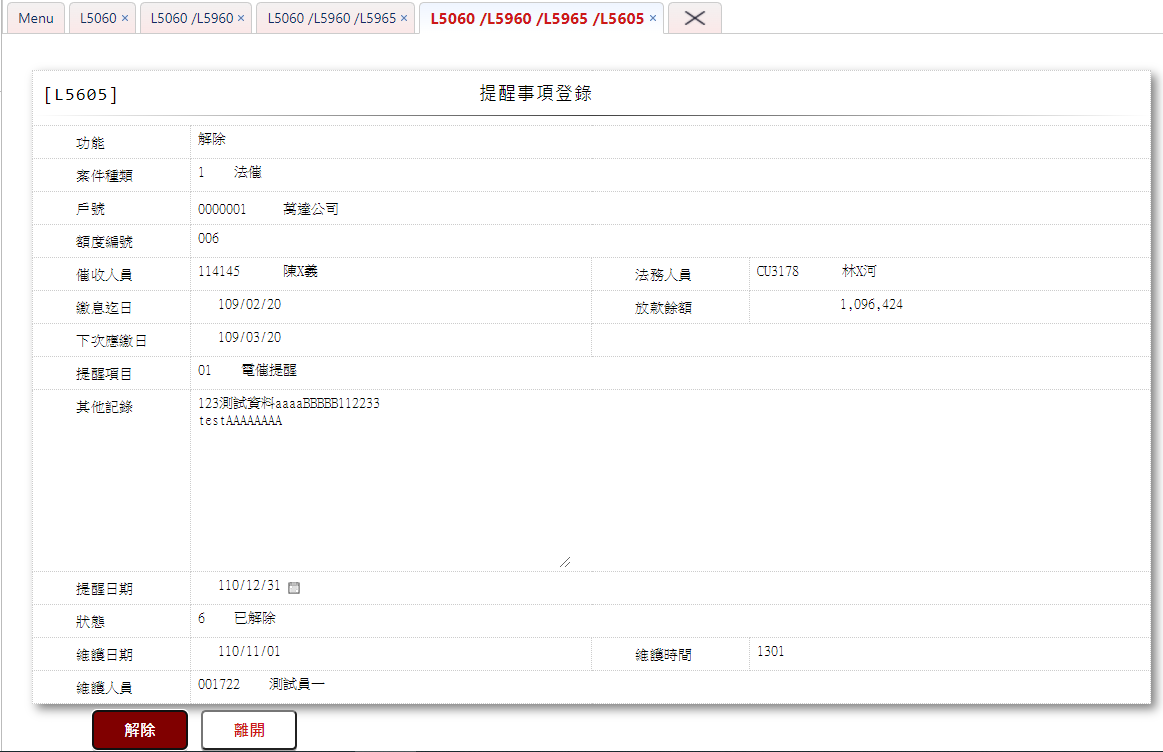 Menu L5060 × L5060 /L5960 × L5060 /L5960 /L5965 × L5060 /L5960 /L5965 /L5605 ×
[L5605] 提醒事項登錄
功能 解除
案件種類 1 法催
戶號 0000001 萬達公司
額度編號 006
催收人員 114145 陳X義 法務人員 CU3178 林X河
繳息迄日 109/02/20 放款餘額 1,096,424
下次應繳日 109/03/20
提醒項目 01 電催提醒
其他記錄 123測試資料aaaaBBBBB112233
testAAAAAAAA
提醒日期 110/12/31
狀態 6 已解除
維護日期 110/11/01 維護時間 1301
維護人員 001722 測試員一
解除 離開